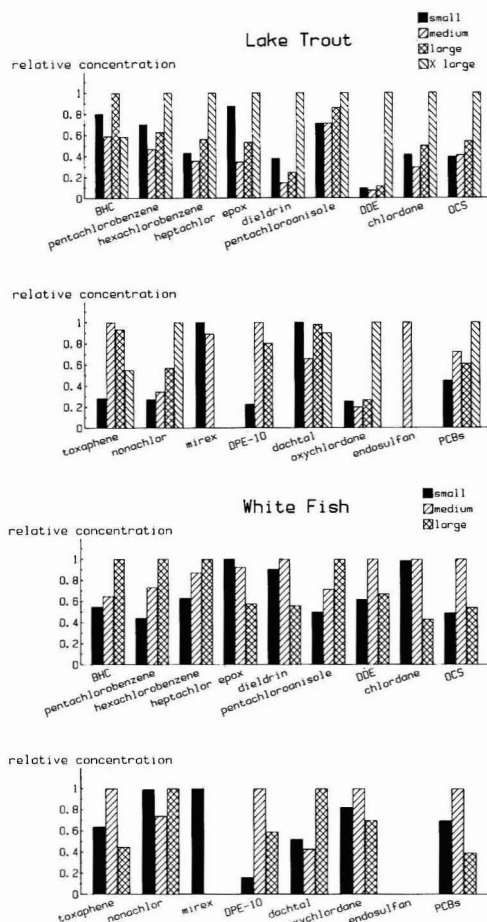 Lake Trout
small
medium
large
X large
relative concentration
1
0.8
0.6
0.4
0.2
0
BHC
pentachlorobenzene
hexachlorobenzene
heptachlor epox
dieldrin
pentachloroanisole
DDE
chlordane
OCS
relative concentration
1
0.8
0.6
0.4
0.2
0
toxaphene
nonachlor
mirex
DPE-10
dachtal
oxychlordane
endosulfan
PCBs
White Fish
small
medium
large
relative concentration
1
0.8
0.6
0.4
0.2
0
BHC
pentachlorobenzene
hexachlorobenzene
heptachlor epox
dieldrin
pentachloroanisole
DDE
chlordane
OCS
relative concentration
1
0.8
0.6
0.4
0.2
0
toxaphene
nonachlor
mirex
DPE-10
dachtal
oxychlordane
endosulfan
PCBs